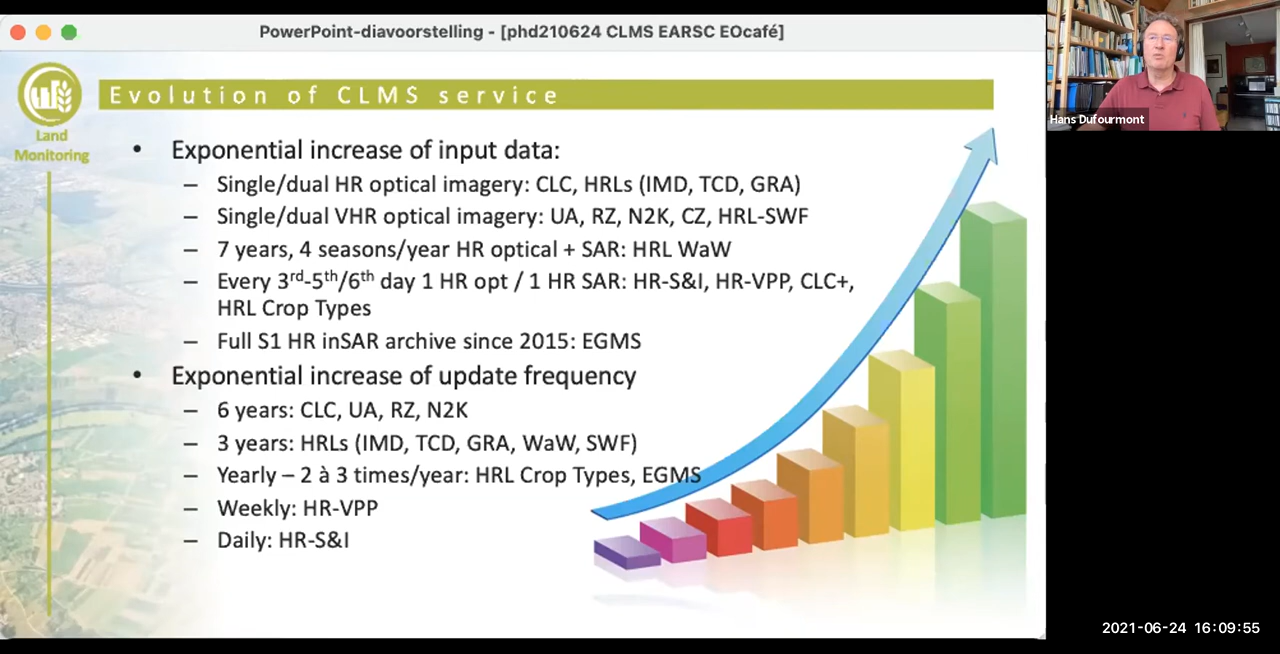 PowerPoint-diavoorstelling - [phd210624 CLMS EARSC EOcafé]
Land
Monitoring
Evolution of CLMS service
• Exponential increase of input data:
– Single/dual HR optical imagery: CLC, HRLs (IMD, TCD, GRA)
– Single/dual VHR optical imagery: UA, RZ, N2K, CZ, HRL-SWF
– 7 years, 4 seasons/year HR optical + SAR: HRL WaW
– Every 3rd-5th/6th day 1 HR opt / 1 HR SAR: HR-S&I, HR-VPP, CLC+,
HRL Crop Types
– Full S1 HR inSAR archive since 2015: EGMS
• Exponential increase of update frequency
– 6 years: CLC, UA, RZ, N2K
– 3 years: HRLs (IMD, TCD, GRA, WaW, SWF)
– Yearly – 2 à 3 times/year: HRL Crop Types, EGMS
– Weekly: HR-VPP
– Daily: HR-S&I
Hans Dufourmont
2021-06-24 16:09:55